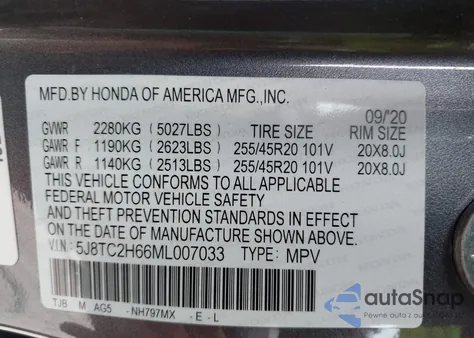 MFD.BY HONDA OF AMERICA MFG.,INC.
09/'20
GVWR 2280KG (5027LBS) TIRE SIZE RIM SIZE
GAWR F 1190KG (2623LBS) 255/45R20 101V 20X8.0J
GAWR R 1140KG (2513LBS) 255/45R20 101V 20X8.0J
THIS VEHICLE CONFORMS TO ALL APPLICABLE
FEDERAL MOTOR VEHICLE SAFETY
AND THEFT PREVENTION STANDARDS IN EFFECT
ON THE DATE OF MANUFACTURE SHOWN ABOVE.
V.I.N: 5J8TC2H66ML007033 TYPE: MPV
TJB M AG5 -NH797MX -E-L
autoSnap
Pewne auta z